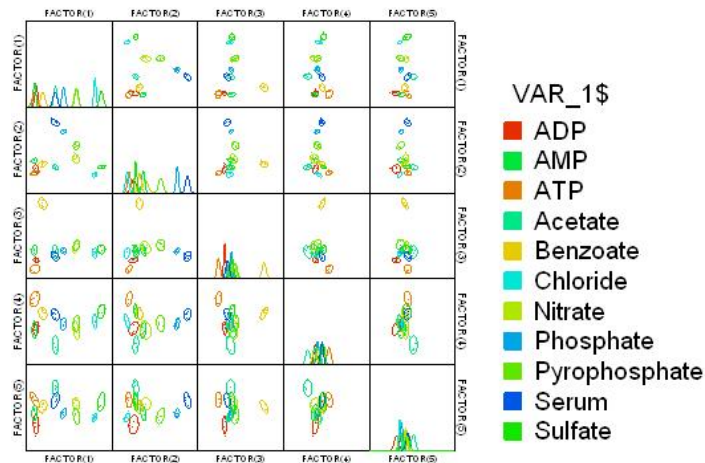 FACTOR(1) FACTOR(2) FACTOR(3) FACTOR(4) FACTOR(5)
FACTOR(1)
FACTOR(1)
FACTOR(2)
FACTOR(2)
FACTOR(3)
FACTOR(3)
FACTOR(4)
FACTOR(4)
FACTOR(5)
FACTOR(5)
FACTOR(1) FACTOR(2) FACTOR(3) FACTOR(4) FACTOR(5)
VAR_1$
ADP
AMP
ATP
Acetate
Benzoate
Chloride
Nitrate
Phosphate
Pyrophosphate
Serum
Sulfate